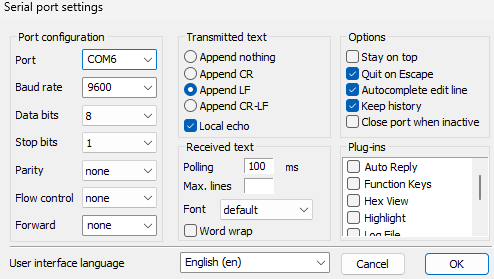 Serial port settings
Port configuration
Port COM6
Baud rate 9600
Data bits 8
Stop bits 1
Parity none
Flow control none
Forward none
Transmitted text
Append nothing
Append CR
Append LF
Append CR-LF
Local echo
Received text
Polling 100 ms
Max. lines
Font default
Word wrap
Options
Stay on top
Quit on Escape
Autocomplete edit line
Keep history
Close port when inactive
Plug-ins
Auto Reply
Function Keys
Hex View
Highlight
Log File
User interface language English (en) Cancel OK